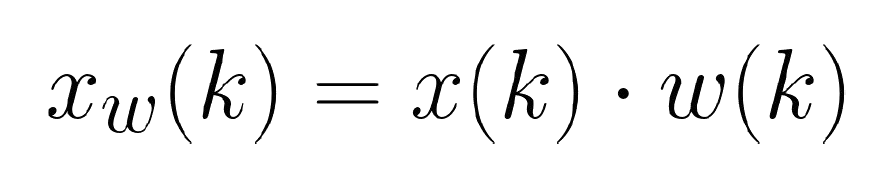 x_w(k) = x(k) · w(k)